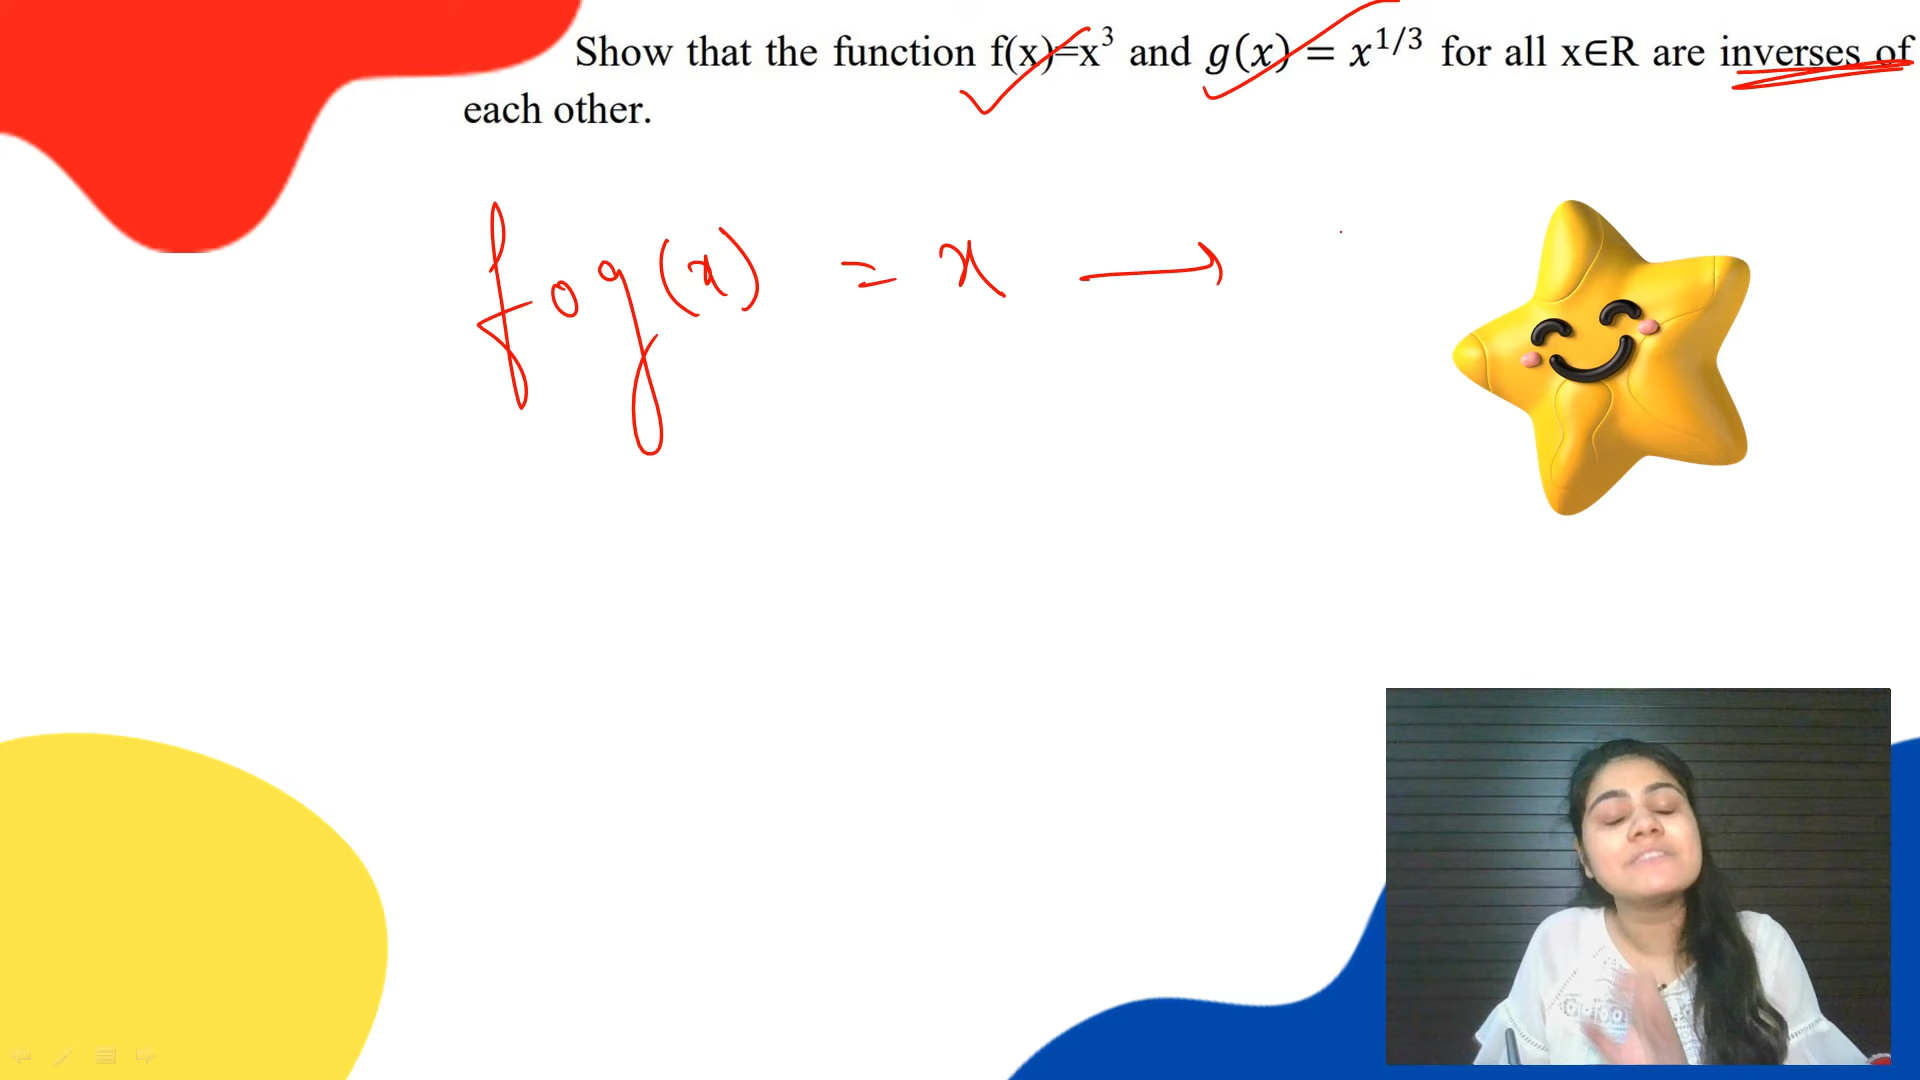 Show that the function f(x)=x³ and g(x) = x^{1/3} for all x∈R are inverses of
each other.
fog(x) = x →